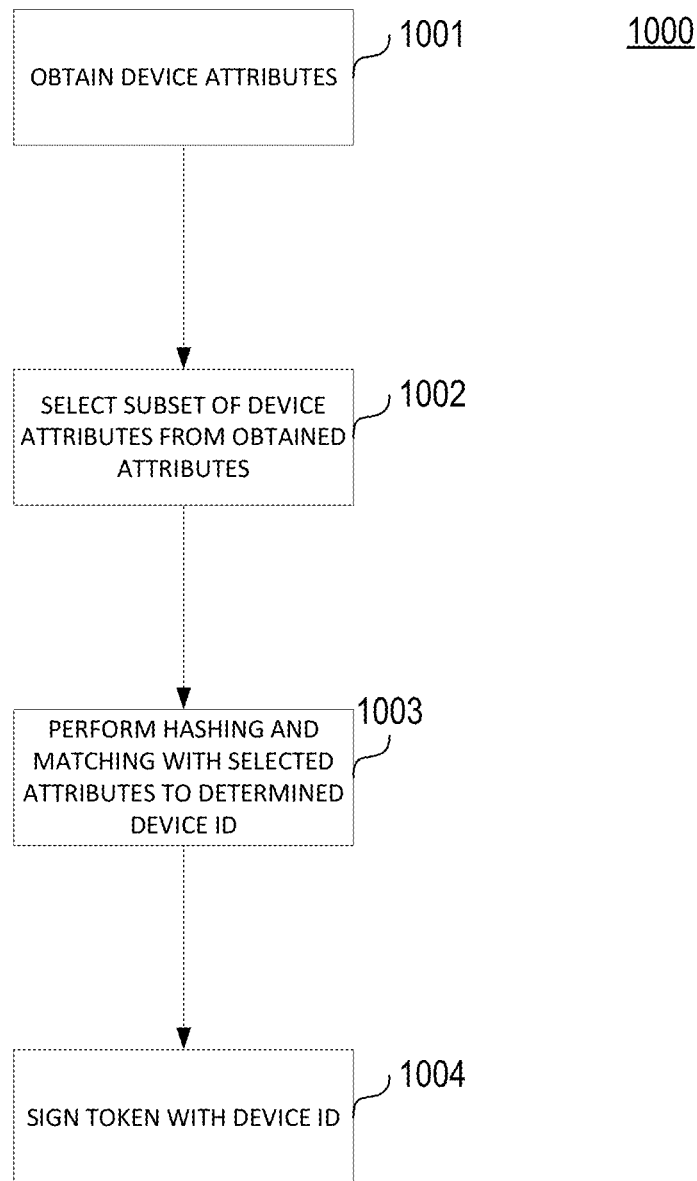 1000
1001
OBTAIN DEVICE ATTRIBUTES
1002
SELECT SUBSET OF DEVICE
ATTRIBUTES FROM OBTAINED
ATTRIBUTES
1003
PERFORM HASHING AND
MATCHING WITH SELECTED
ATTRIBUTES TO DETERMINED
DEVICE ID
1004
SIGN TOKEN WITH DEVICE ID